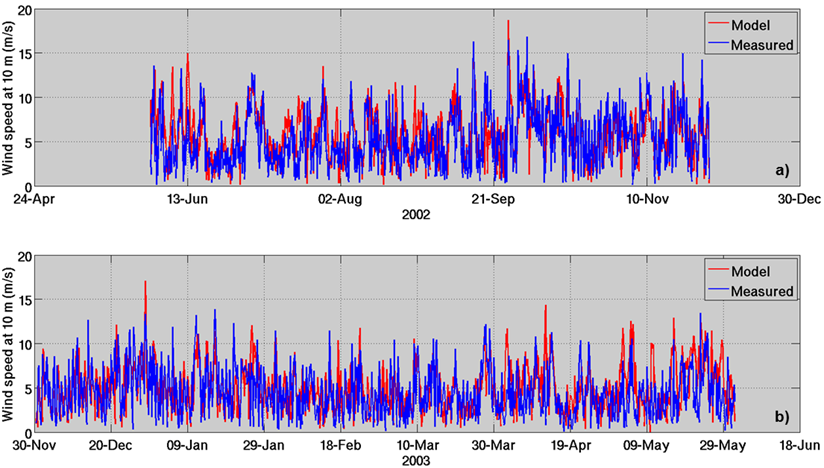 Wind speed at 10 m (m/s)
20
15
10
5
0
Model
Measured
a)
24-Apr 13-Jun 02-Aug 21-Sep 10-Nov 30-Dec
2002
Wind speed at 10 m (m/s)
20
15
10
5
0
Model
Measured
b)
30-Nov 20-Dec 09-Jan 29-Jan 18-Feb 10-Mar 30-Mar 19-Apr 09-May 29-May 18-Jun
2003